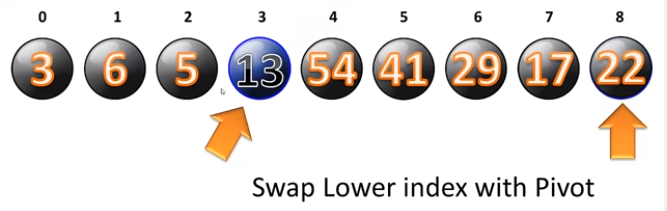 0 1 2 3 4 5 6 7 8
3 6 5 13 54 41 29 17 22
Swap Lower index with Pivot